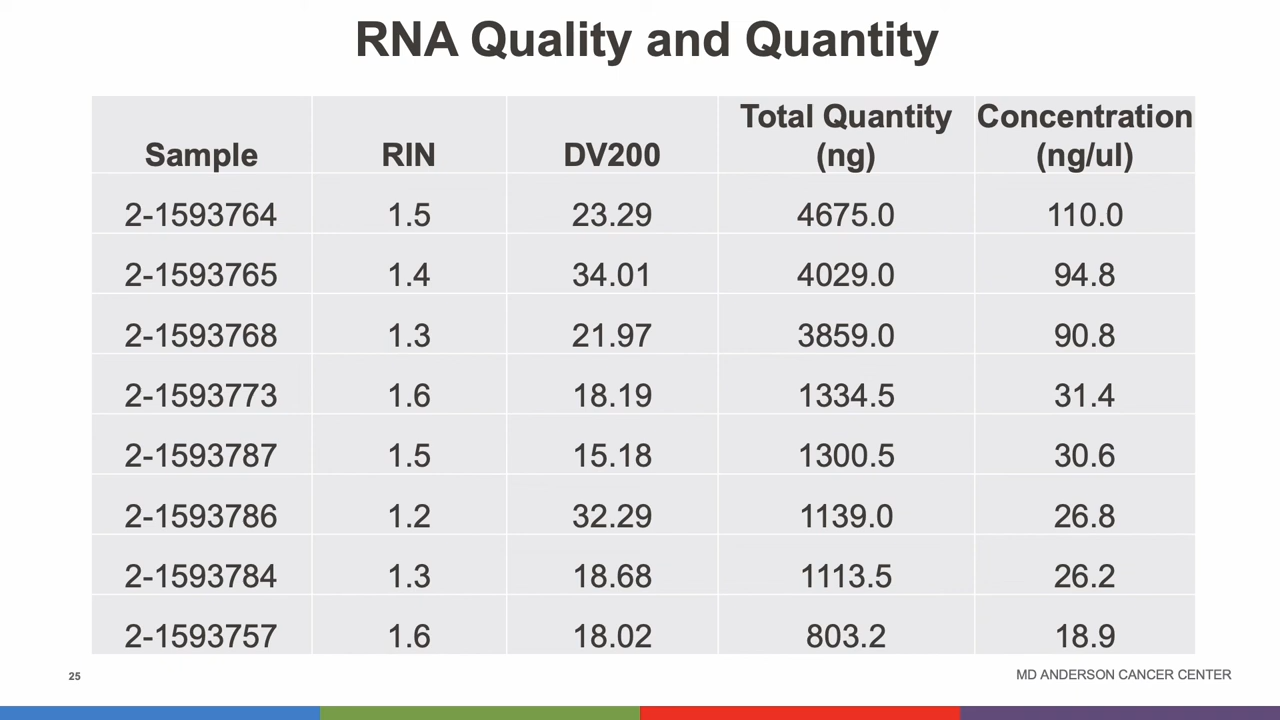 RNA Quality and Quantity
Sample RIN DV200 Total Quantity (ng) Concentration (ng/ul)
2-1593764 1.5 23.29 4675.0 110.0
2-1593765 1.4 34.01 4029.0 94.8
2-1593768 1.3 21.97 3859.0 90.8
2-1593773 1.6 18.19 1334.5 31.4
2-1593787 1.5 15.18 1300.5 30.6
2-1593786 1.2 32.29 1139.0 26.8
2-1593784 1.3 18.68 1113.5 26.2
2-1593757 1.6 18.02 803.2 18.9
25 MD ANDERSON CANCER CENTER